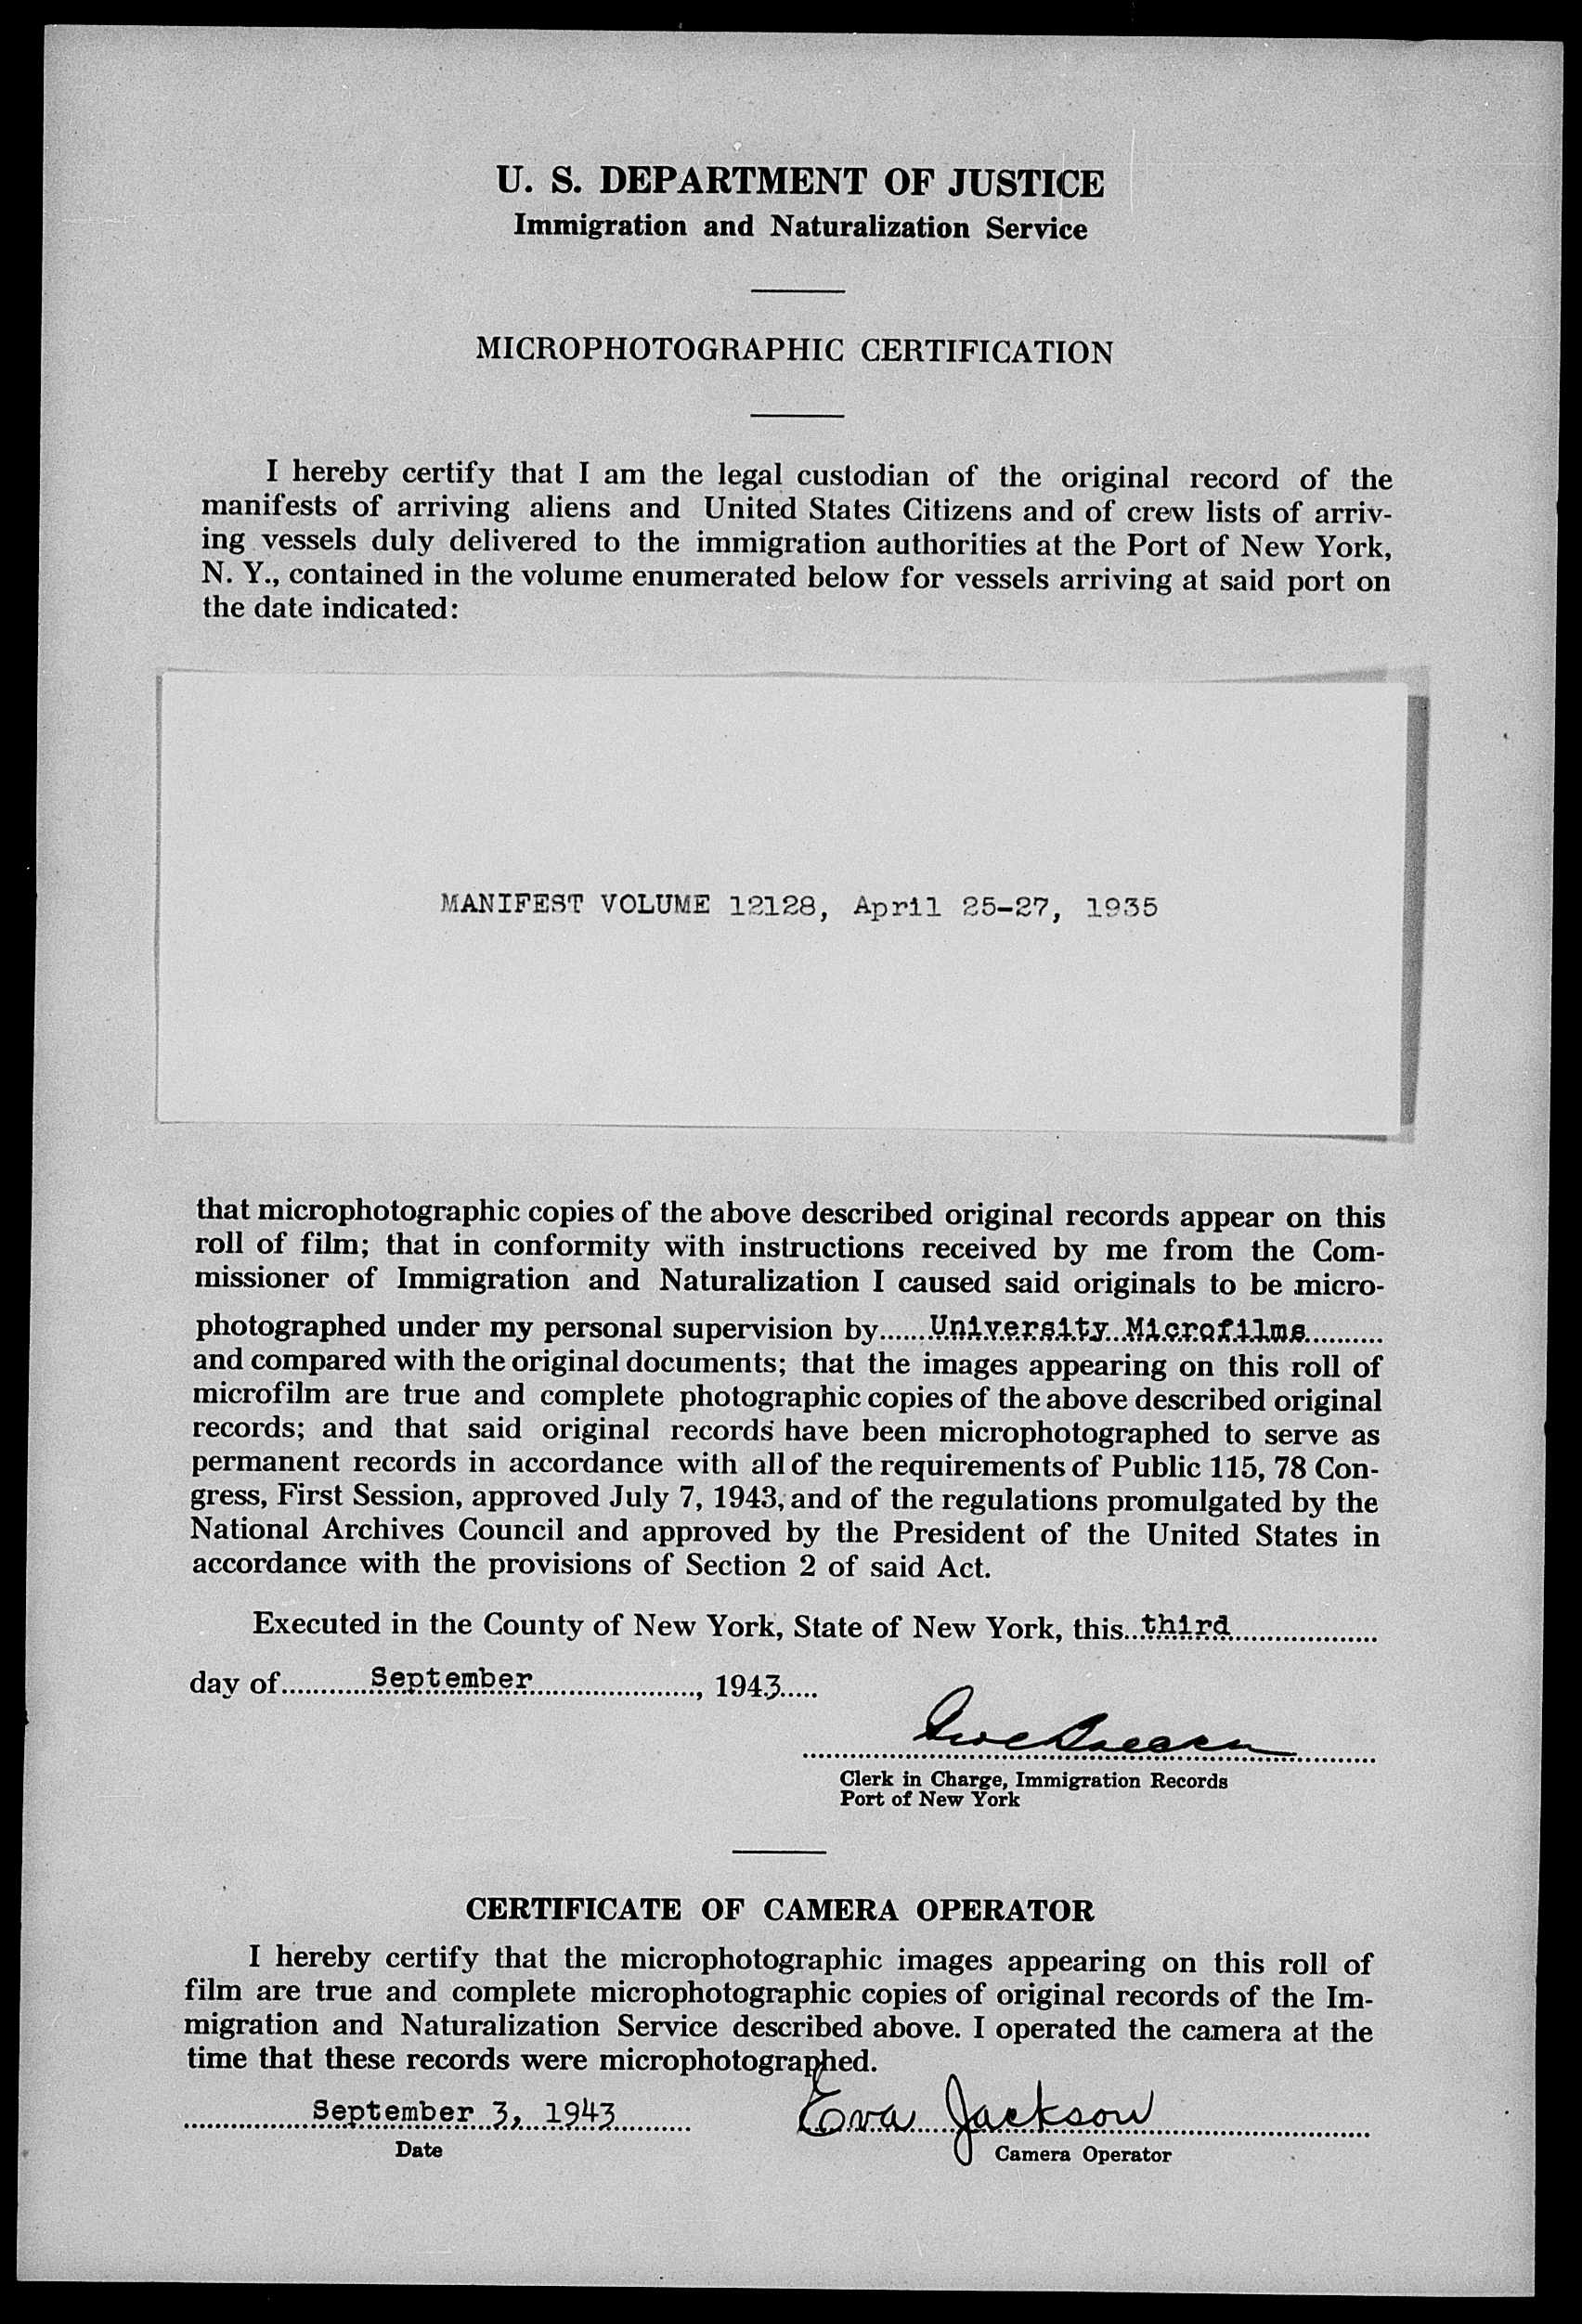 U. S. DEPARTMENT OF JUSTICE
Immigration and Naturalization Service
MICROPHOTOGRAPHIC CERTIFICATION
I hereby certify that I am the legal custodian of the original record of the
manifests of arriving aliens and United States Citizens and of crew lists of arriv-
ing vessels duly delivered to the immigration authorities at the Port of New York,
N. Y., contained in the volume enumerated below for vessels arriving at said port on
the date indicated:
MANIFEST VOLUME 12128, April 25-27, 1935
that microphotographic copies of the above described original records appear on this
roll of film; that in conformity with instructions received by me from the Com-
missioner of Immigration and Naturalization I caused said originals to be micro-
photographed under my personal supervision by......University Microfilms..........
and compared with the original documents; that the images appearing on this roll of
microfilm are true and complete photographic copies of the above described original
records; and that said original records have been microphotographed to serve as
permanent records in accordance with all of the requirements of Public 115, 78 Con-
gress, First Session, approved July 7, 1943, and of the regulations promulgated by the
National Archives Council and approved by the President of the United States in
accordance with the provisions of Section 2 of said Act.
Executed in the County of New York, State of New York, this...third....................
day of...........September......................, 1943.....
Clerk in Charge, Immigration Records
Port of New York
CERTIFICATE OF CAMERA OPERATOR
I hereby certify that the microphotographic images appearing on this roll of
film are true and complete microphotographic copies of original records of the Im-
migration and Naturalization Service described above. I operated the camera at the
time that these records were microphotographed.
September 3, 1943 Eva Jackson
Date Camera Operator